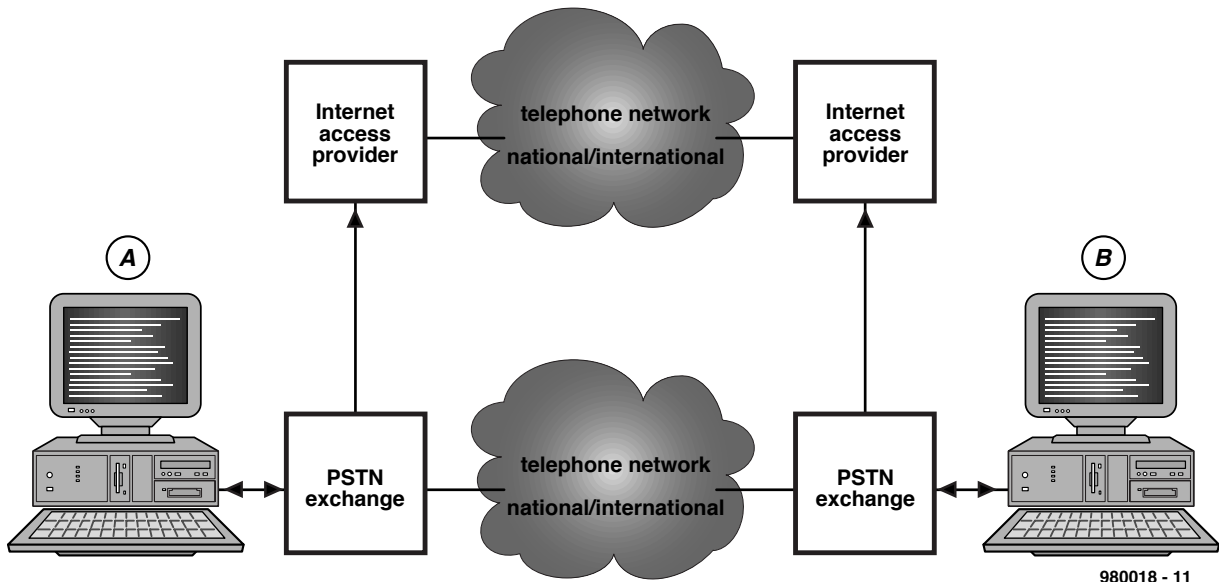 Internet
access
provider
telephone network
national/international
Internet
access
provider
A
B
PSTN
exchange
telephone network
national/international
PSTN
exchange
980018 - 11